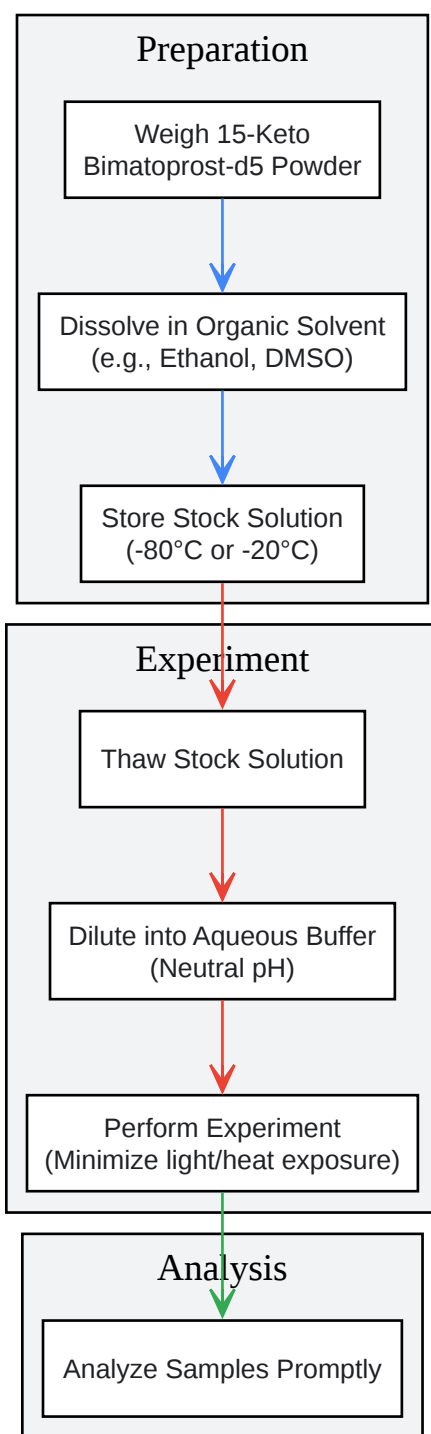 Preparation
Weigh 15-Keto
Bimatoprost-d5 Powder
Dissolve in Organic Solvent
(e.g., Ethanol, DMSO)
Store Stock Solution
(-80°C or -20°C)
Experiment
Thaw Stock Solution
Dilute into Aqueous Buffer
(Neutral pH)
Perform Experiment
(Minimize light/heat exposure)
Analysis
Analyze Samples Promptly